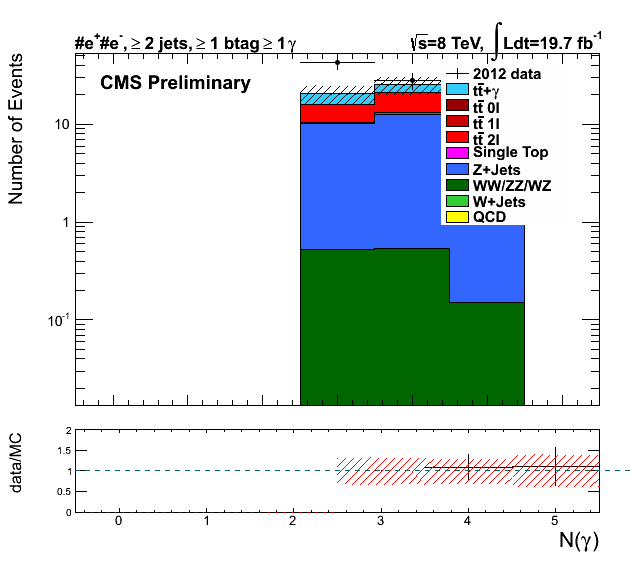 #e⁺#e⁻, ≥ 2 jets, ≥ 1 btag ≥ 1 γ
√s=8 TeV, ∫ Ldt=19.7 fb⁻¹
CMS Preliminary
2012 data
tt̄+γ
tt̄ 0l
tt̄ 1l
tt̄ 2l
Single Top
Z+Jets
WW/ZZ/WZ
W+Jets
QCD
Number of Events
10
1
10⁻¹
data/MC
2
1.5
1
0.5
0
0 1 2 3 4 5
N(γ)